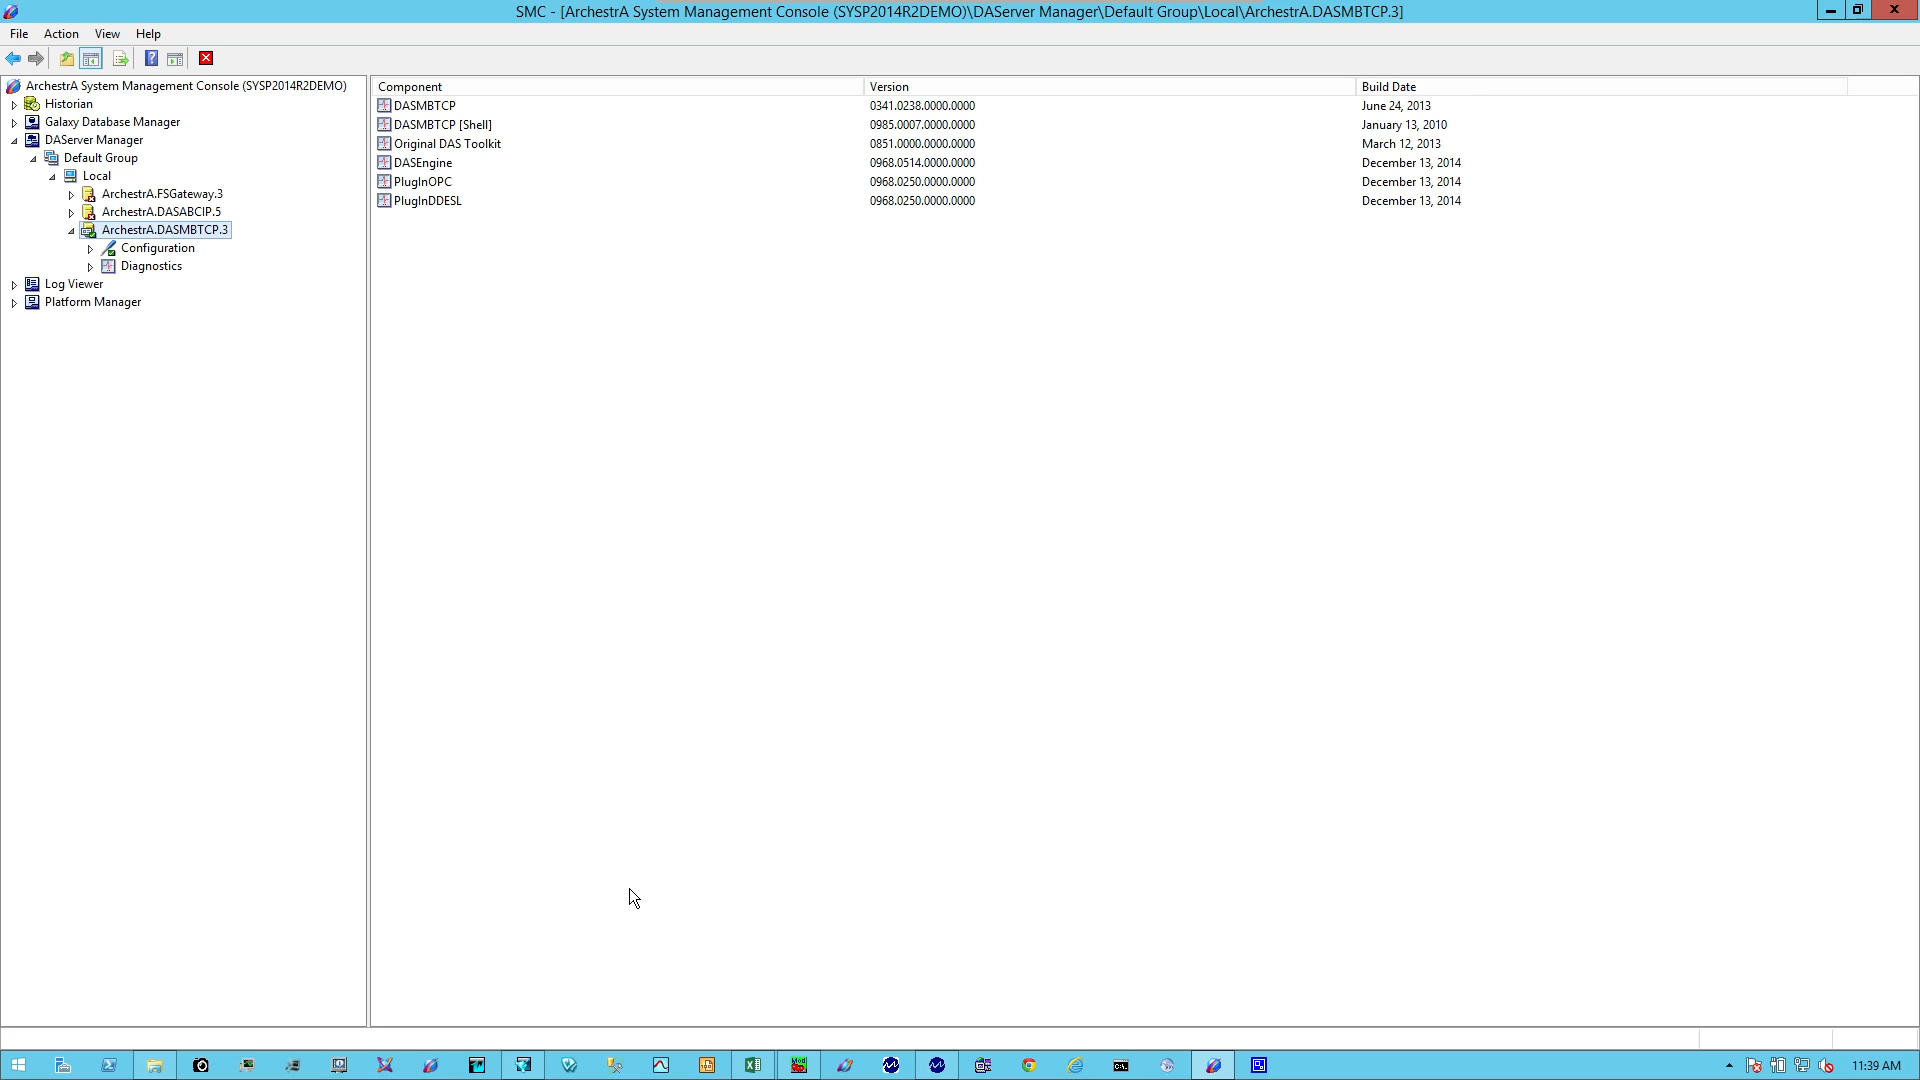 SMC - [ArchestrA System Management Console (SYSP2014R2DEMO)\DAServer Manager\Default Group\Local\ArchestrA.DASMBTCP.3]
File Action View Help
ArchestrA System Management Console (SYSP2014R2DEMO)
Historian
Galaxy Database Manager
DAServer Manager
Default Group
Local
ArchestrA.FSGateway.3
ArchestrA.DASABCIP.5
ArchestrA.DASMBTCP.3
Configuration
Diagnostics
Log Viewer
Platform Manager
Component Version Build Date
DASMBTCP 0341.0238.0000.0000 June 24, 2013
DASMBTCP [Shell] 0985.0007.0000.0000 January 13, 2010
Original DAS Toolkit 0851.0000.0000.0000 March 12, 2013
DASEngine 0968.0514.0000.0000 December 13, 2014
PlugInOPC 0968.0250.0000.0000 December 13, 2014
PlugInDDESL 0968.0250.0000.0000 December 13, 2014
11:39 AM